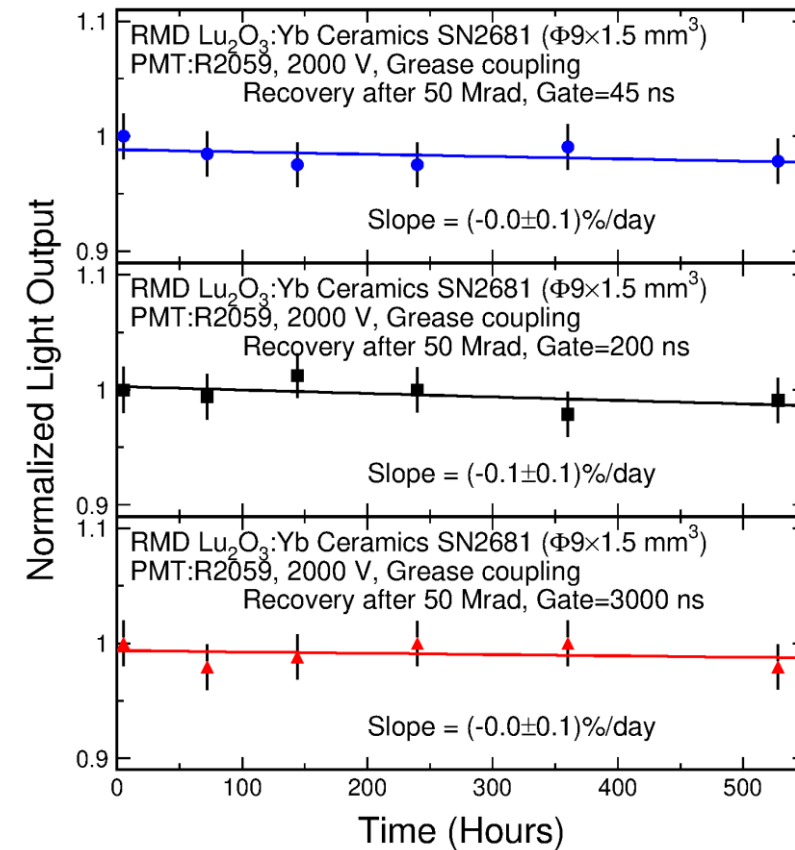 Normalized Light Output
1.1
RMD Lu₂O₃:Yb Ceramics SN2681 (Φ9×1.5 mm³)
PMT:R2059, 2000 V, Grease coupling
Recovery after 50 Mrad, Gate=45 ns
1
Slope = (-0.0±0.1)%/day
0.9
1.1
RMD Lu₂O₃:Yb Ceramics SN2681 (Φ9×1.5 mm³)
PMT:R2059, 2000 V, Grease coupling
Recovery after 50 Mrad, Gate=200 ns
1
Slope = (-0.1±0.1)%/day
0.9
1.1
RMD Lu₂O₃:Yb Ceramics SN2681 (Φ9×1.5 mm³)
PMT:R2059, 2000 V, Grease coupling
Recovery after 50 Mrad, Gate=3000 ns
1
Slope = (-0.0±0.1)%/day
0.9
0 100 200 300 400 500
Time (Hours)